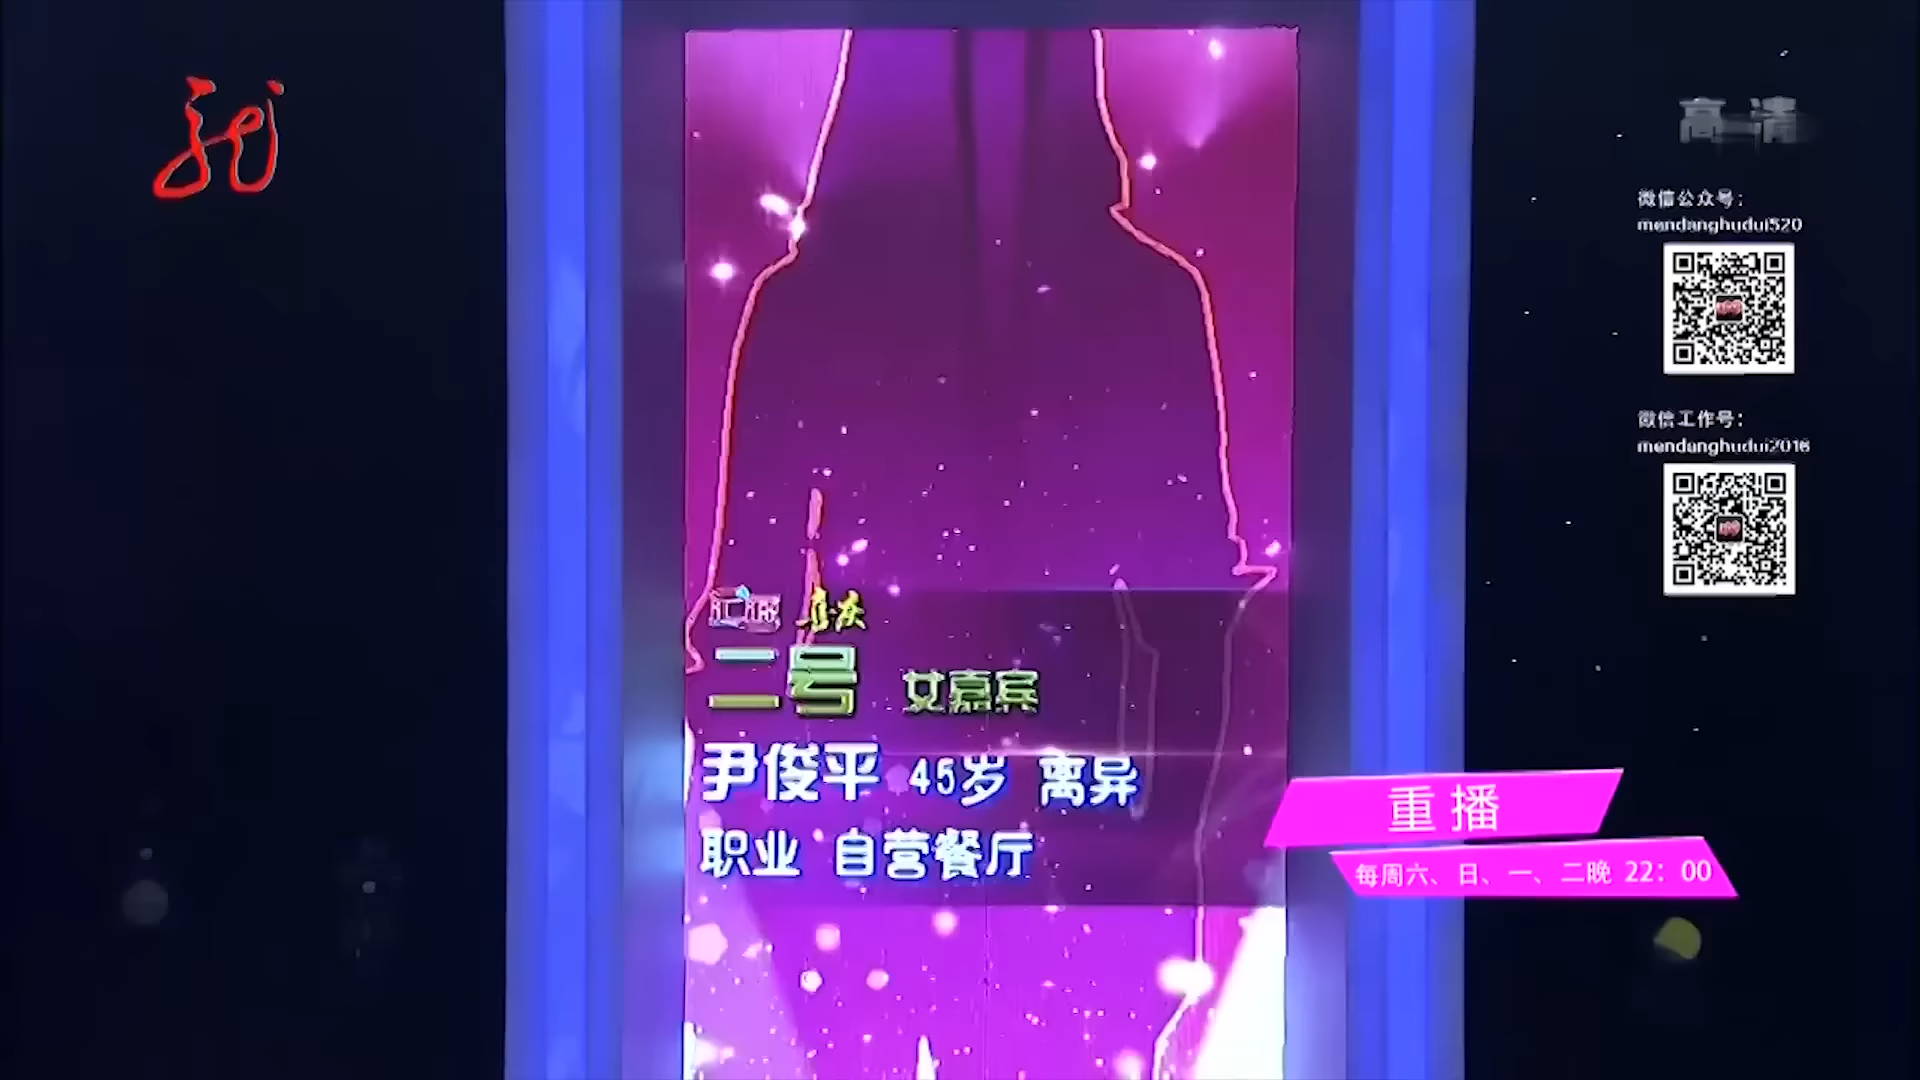 龙
高清
微信公众号：
mendanghudui520
微信工作号：
mendanghudui2016
二号 女嘉宾
尹俊平 45岁 离异
职业 自营餐厅
重播
每周六、日、一、二晚 22：00